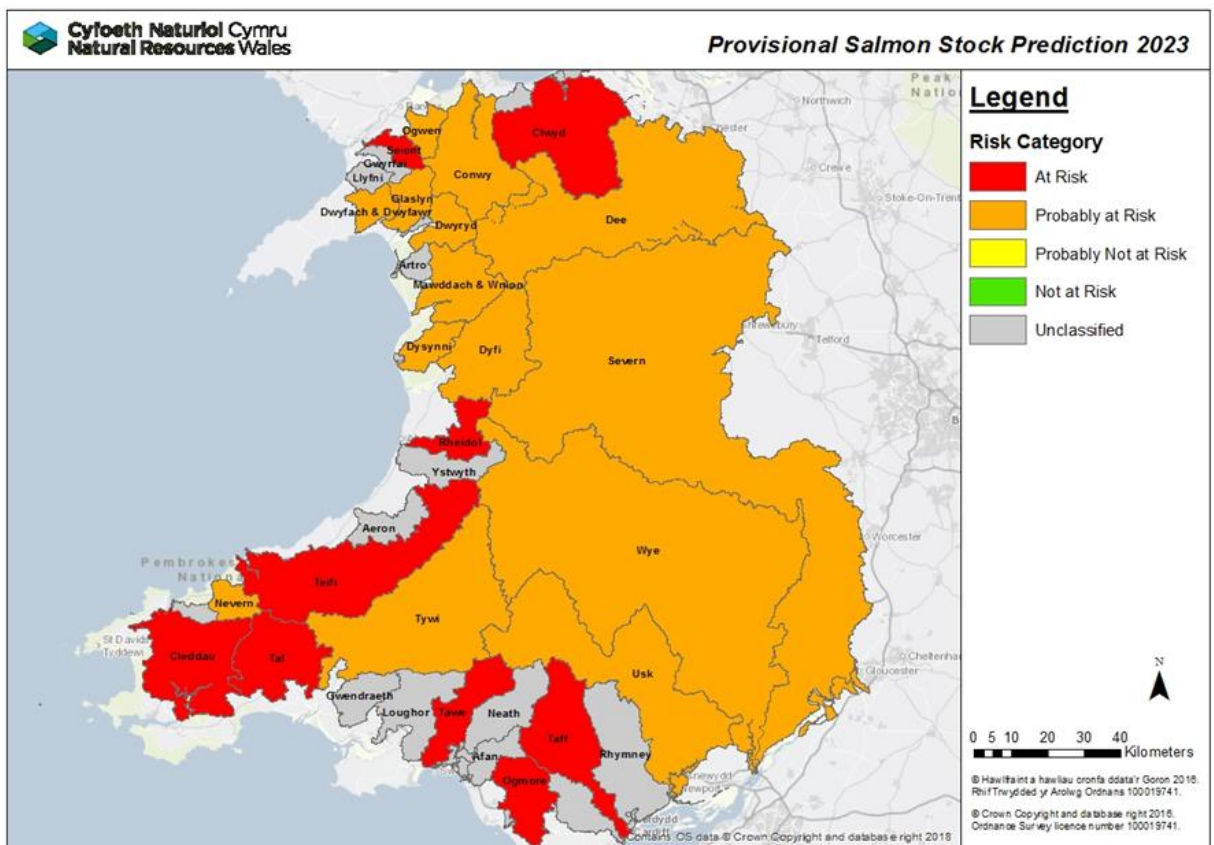 Cyfoeth Naturiol Cymru
Natural Resources Wales
Provisional Salmon Stock Prediction 2023
Legend
Risk Category
At Risk
Probably at Risk
Probably Not at Risk
Not at Risk
Unclassified
Peak
Northwich
Crewe
Stoke-On-Trent
Clwyd
Ogwen
Seiont
Gwyrfai
Llyfni
Conwy
Glaslyn
Dwyfach & Dwyfawr
Dwyryd
Dee
Artro
Mawddach & Wnion
Dysynni
Dyfi
Severn
Telford
Rheidol
Ystwyth
Aeron
Teifi
Wye
Worcester
Nevern
Tywi
St Davids
Tyddewi
Cleddau
Taf
Usk
Gloucester
Gwendraeth
Loughor
Tawe
Neath
Taff
Rhymney
Afan
Ogmore
N
0 5 10 20 30 40
Kilometers
© Hawlfraint a hawliau cronfa ddata'r Goron 2016.
Rhif Trwydded yr Arolwg Ordnans 100019741.
© Crown Copyright and database right 2016.
Ordnance Survey licence number 100019741.
Contains OS data © Crown Copyright and database right 2018